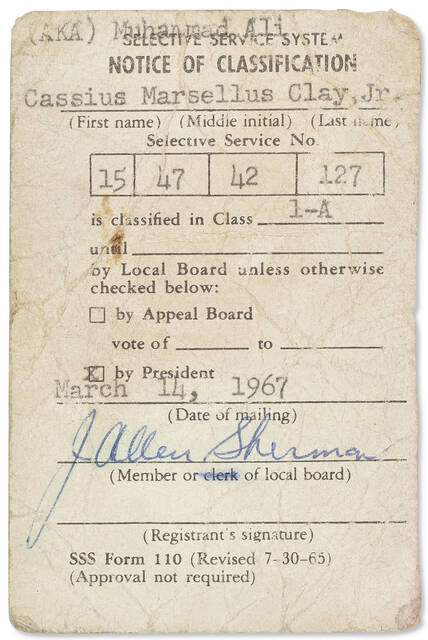 (AKA) Muhammad Ali
SELECTIVE SERVICE SYSTEM
NOTICE OF CLASSIFICATION
Cassius Marsellus Clay,Jr.
(First name) (Middle initial) (Last name)
Selective Service No.
15 47 42 127
is classified in Class 1-A
until
by Local Board unless otherwise
checked below:
☐ by Appeal Board
vote of to
☒ by President
March 14, 1967
(Date of mailing)
J Allen Sherman
(Member or clerk of local board)
(Registrant's signature)
SSS Form 110 (Revised 7-30-65)
(Approval not required)